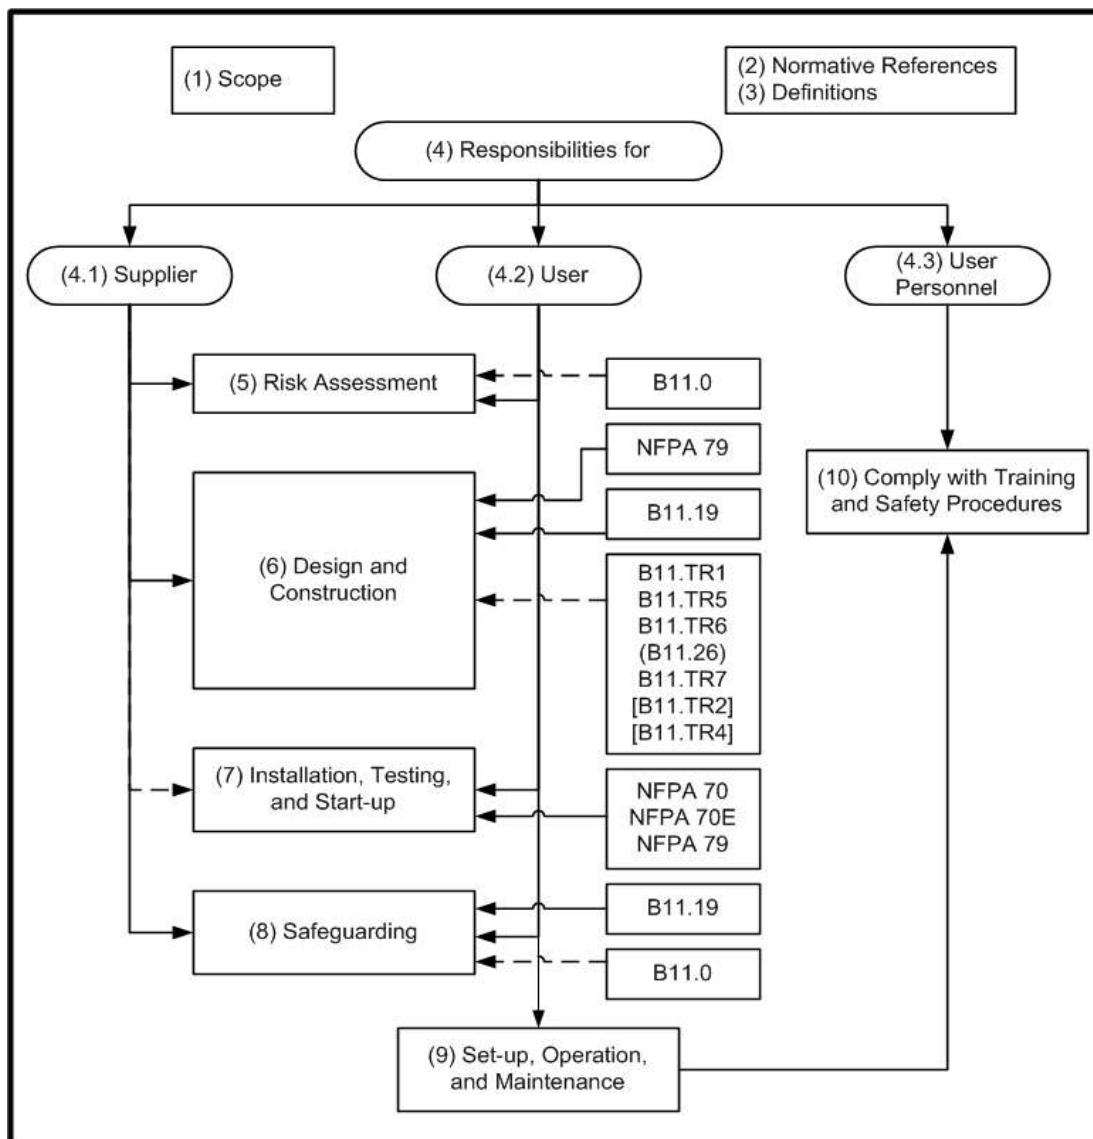 (1) Scope
(2) Normative References
(3) Definitions
(4) Responsibilities for
(4.1) Supplier
(4.2) User
(4.3) User
Personnel
(5) Risk Assessment
B11.0
NFPA 79
(10) Comply with Training
and Safety Procedures
B11.19
(6) Design and
Construction
B11.TR1
B11.TR5
B11.TR6
(B11.26)
B11.TR7
[B11.TR2]
[B11.TR4]
(7) Installation, Testing,
and Start-up
NFPA 70
NFPA 70E
NFPA 79
(8) Safeguarding
B11.19
B11.0
(9) Set-up, Operation,
and Maintenance